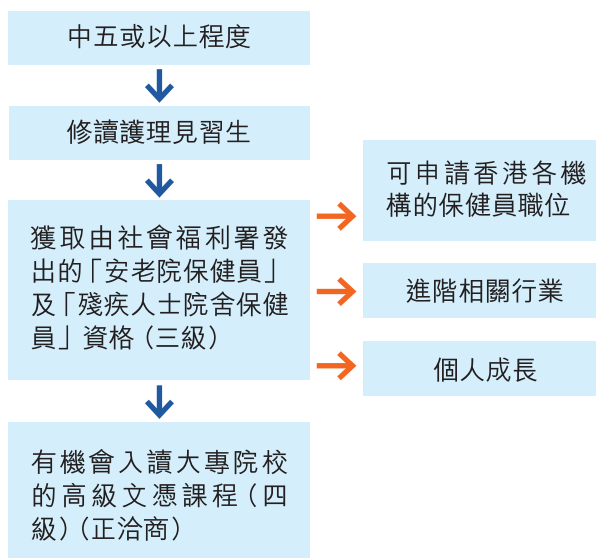 中五或以上程度
修讀護理見習生
獲取由社會福利署發
出的「安老院保健員」
及「殘疾人士院舍保健
員」資格（三級）
可申請香港各機
構的保健員職位
進階相關行業
個人成長
有機會入讀大專院校
的高級文憑課程（四
級）（正洽商）